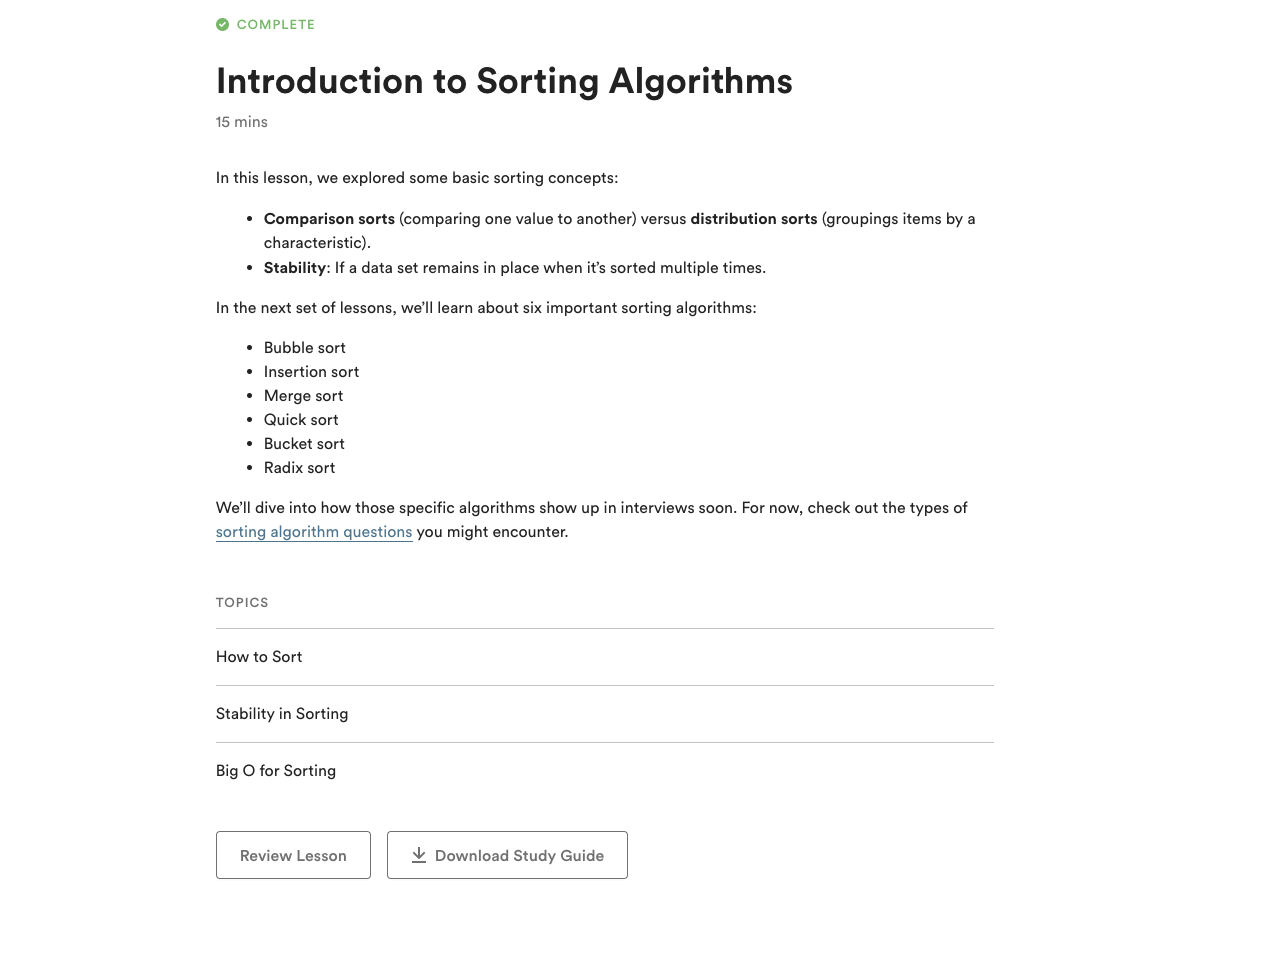 COMPLETE
Introduction to Sorting Algorithms
15 mins
In this lesson, we explored some basic sorting concepts:
• Comparison sorts (comparing one value to another) versus distribution sorts (groupings items by a
characteristic).
• Stability: If a data set remains in place when it’s sorted multiple times.
In the next set of lessons, we’ll learn about six important sorting algorithms:
• Bubble sort
• Insertion sort
• Merge sort
• Quick sort
• Bucket sort
• Radix sort
We’ll dive into how those specific algorithms show up in interviews soon. For now, check out the types of
sorting algorithm questions you might encounter.
TOPICS
How to Sort
Stability in Sorting
Big O for Sorting
Review Lesson
Download Study Guide